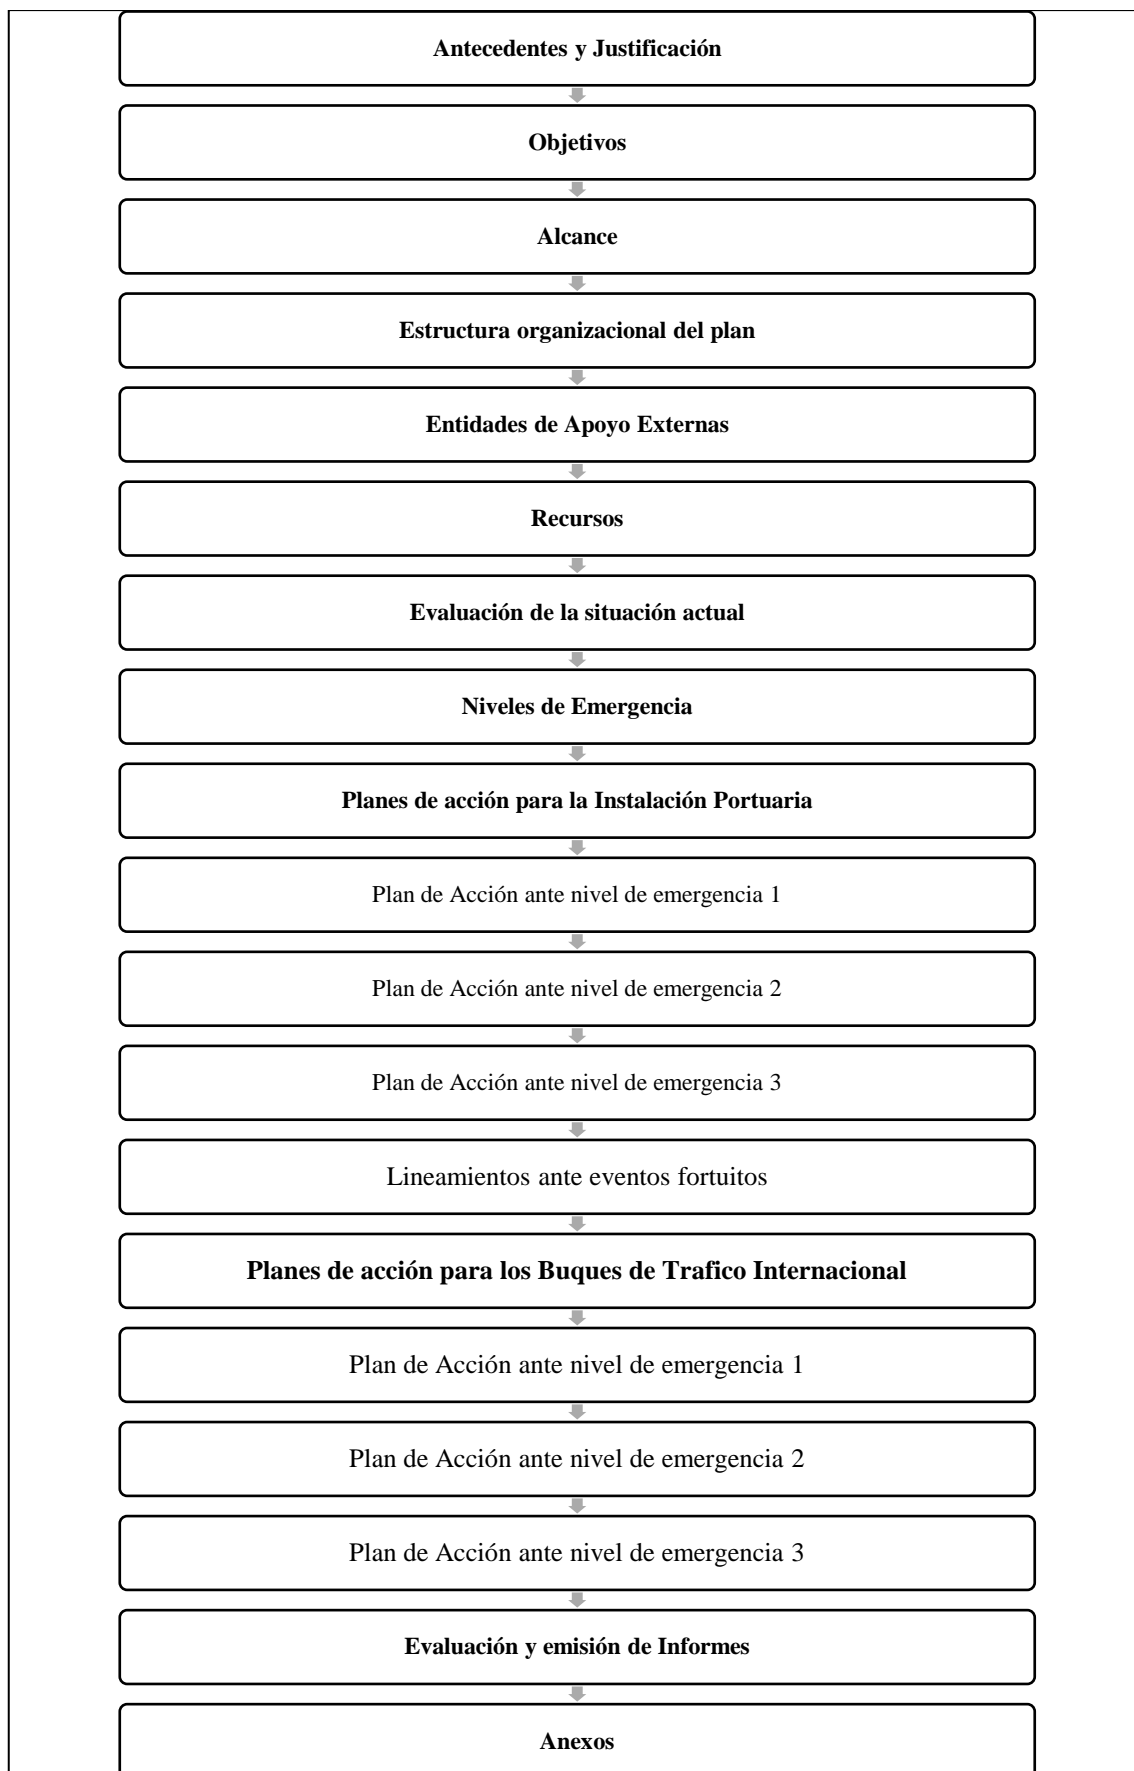 Antecedentes y Justificación
Objetivos
Alcance
Estructura organizacional del plan
Entidades de Apoyo Externas
Recursos
Evaluación de la situación actual
Niveles de Emergencia
Planes de acción para la Instalación Portuaria
Plan de Acción ante nivel de emergencia 1
Plan de Acción ante nivel de emergencia 2
Plan de Acción ante nivel de emergencia 3
Lineamientos ante eventos fortuitos
Planes de acción para los Buques de Trafico Internacional
Plan de Acción ante nivel de emergencia 1
Plan de Acción ante nivel de emergencia 2
Plan de Acción ante nivel de emergencia 3
Evaluación y emisión de Informes
Anexos